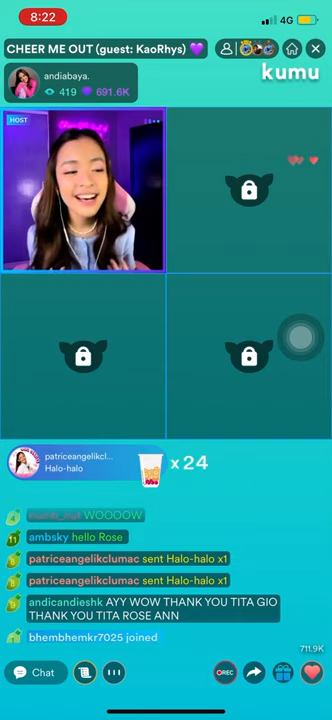 8:22
4G
CHEER ME OUT (guest: KaoRhys) 💜
kumu
andiabaya.
419 691.6K
HOST
patriceangelikcl...
Halo-halo
x 24
WOOOOW
11 ambsky hello Rose
patriceangelikclumac sent Halo-halo x1
patriceangelikclumac sent Halo-halo x1
andicandieshk AYY WOW THANK YOU TITA GIO
THANK YOU TITA ROSE ANN
bhembhemkr7025 joined
711.9K
Chat
REC